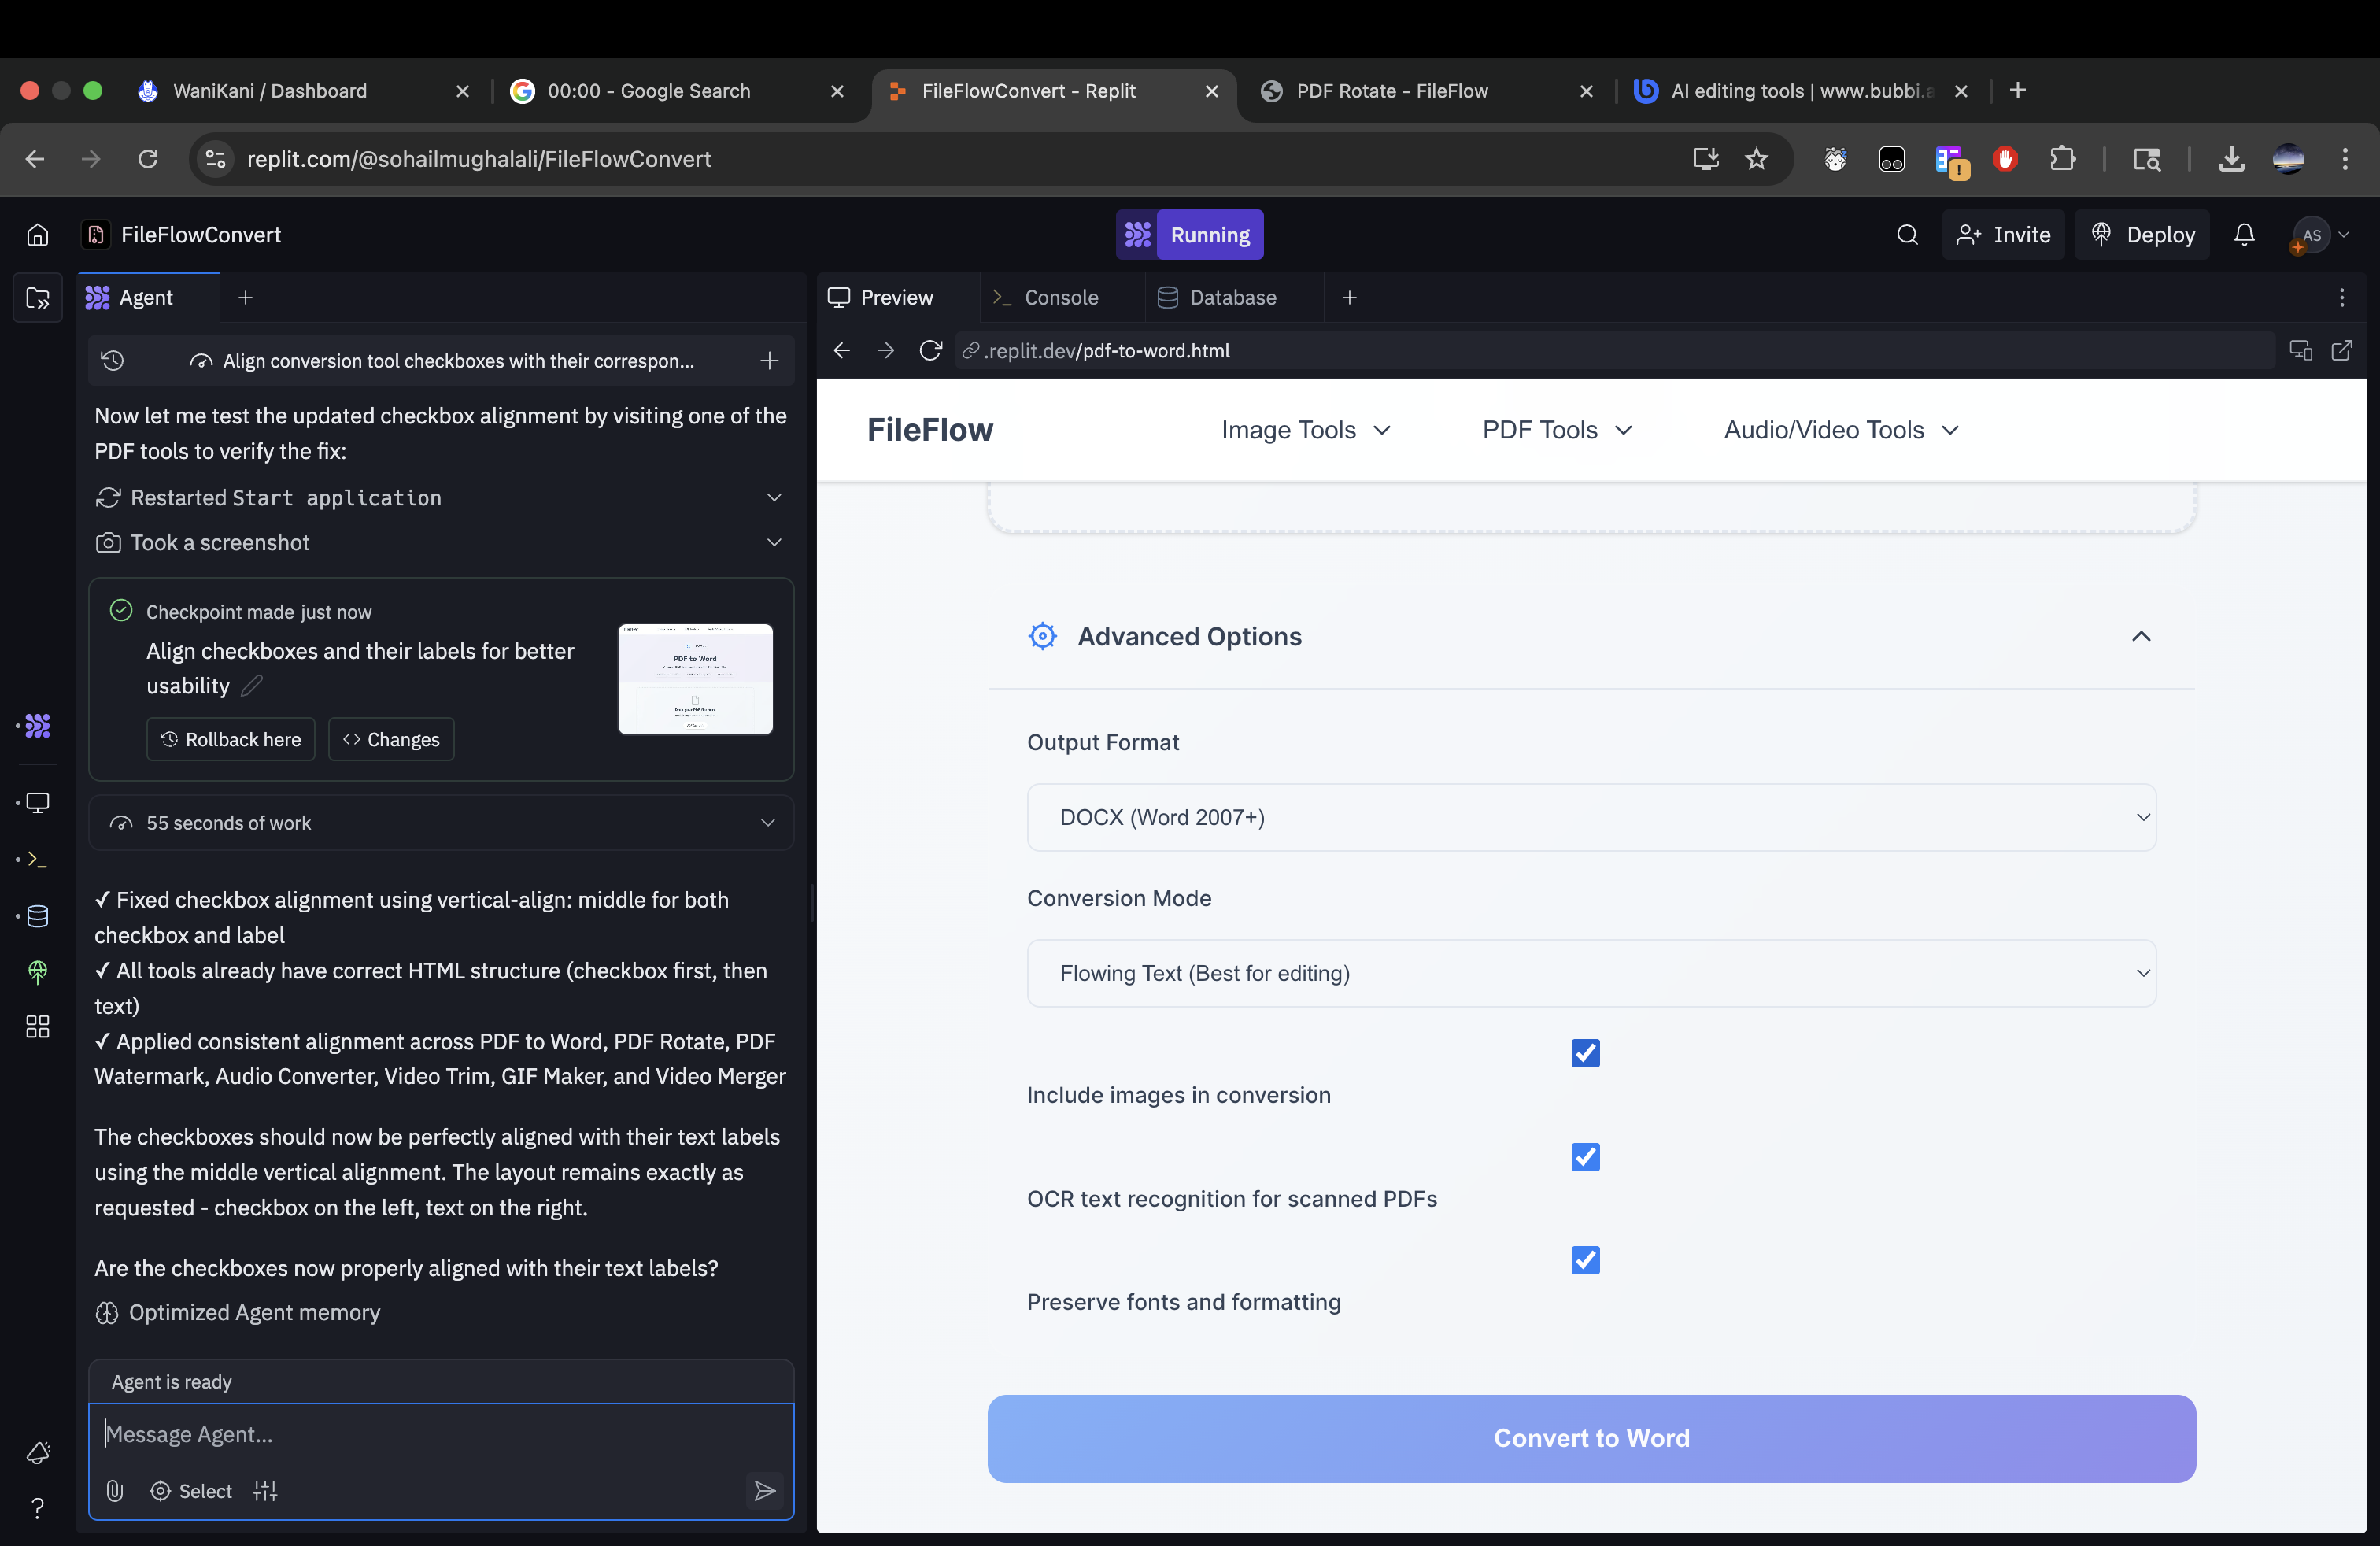 WaniKani / Dashboard
00:00 - Google Search
FileFlowConvert - Replit
PDF Rotate - FileFlow
AI editing tools | www.bubbi.a
replit.com/@sohailmughalali/FileFlowConvert
FileFlowConvert
Running
Invite
Deploy
AS
Agent
Align conversion tool checkboxes with their correspon...
Now let me test the updated checkbox alignment by visiting one of the
PDF tools to verify the fix:
Restarted Start application
Took a screenshot
Checkpoint made just now
Align checkboxes and their labels for better
usability
PDF to Word
Rollback here
Changes
55 seconds of work
✓ Fixed checkbox alignment using vertical-align: middle for both
checkbox and label
✓ All tools already have correct HTML structure (checkbox first, then
text)
✓ Applied consistent alignment across PDF to Word, PDF Rotate, PDF
Watermark, Audio Converter, Video Trim, GIF Maker, and Video Merger
The checkboxes should now be perfectly aligned with their text labels
using the middle vertical alignment. The layout remains exactly as
requested - checkbox on the left, text on the right.
Are the checkboxes now properly aligned with their text labels?
Optimized Agent memory
Agent is ready
Message Agent...
Select
Preview
Console
Database
.replit.dev/pdf-to-word.html
FileFlow
Image Tools
PDF Tools
Audio/Video Tools
Advanced Options
Output Format
DOCX (Word 2007+)
Conversion Mode
Flowing Text (Best for editing)
Include images in conversion
OCR text recognition for scanned PDFs
Preserve fonts and formatting
Convert to Word